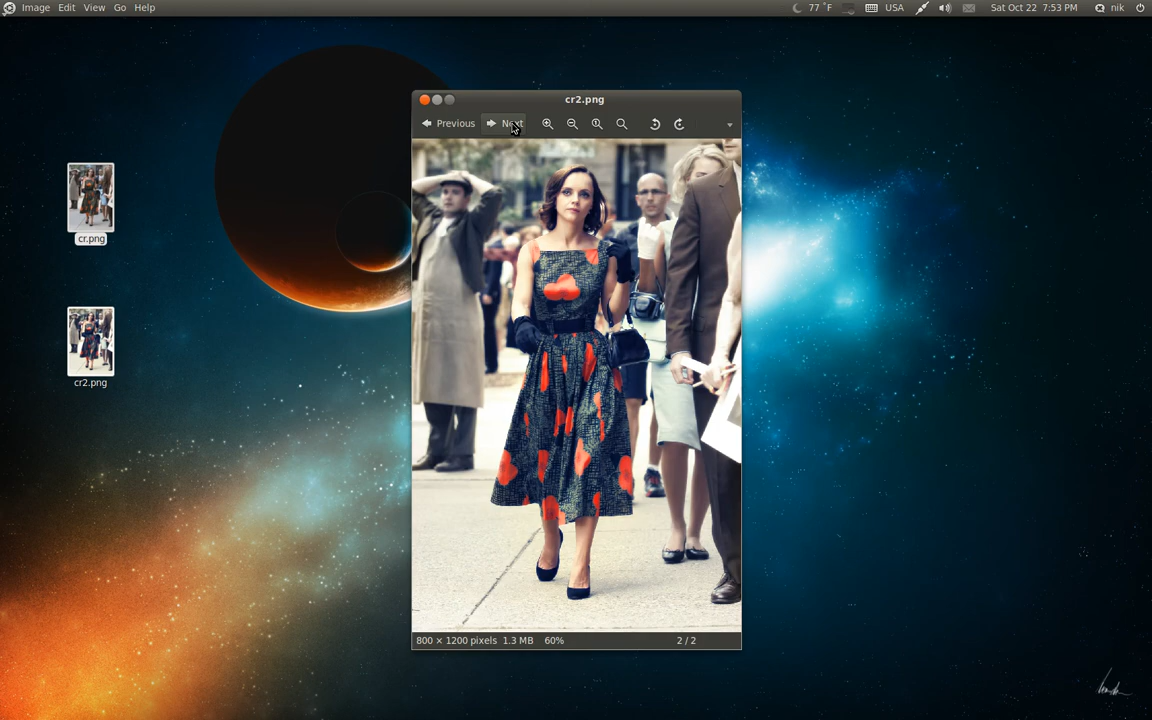 Image Edit View Go Help 77 °F USA Sat Oct 22 7:53 PM nik
cr2.png
Previous Next
cr.png
cr2.png
800 × 1200 pixels 1.3 MB 60% 2 / 2